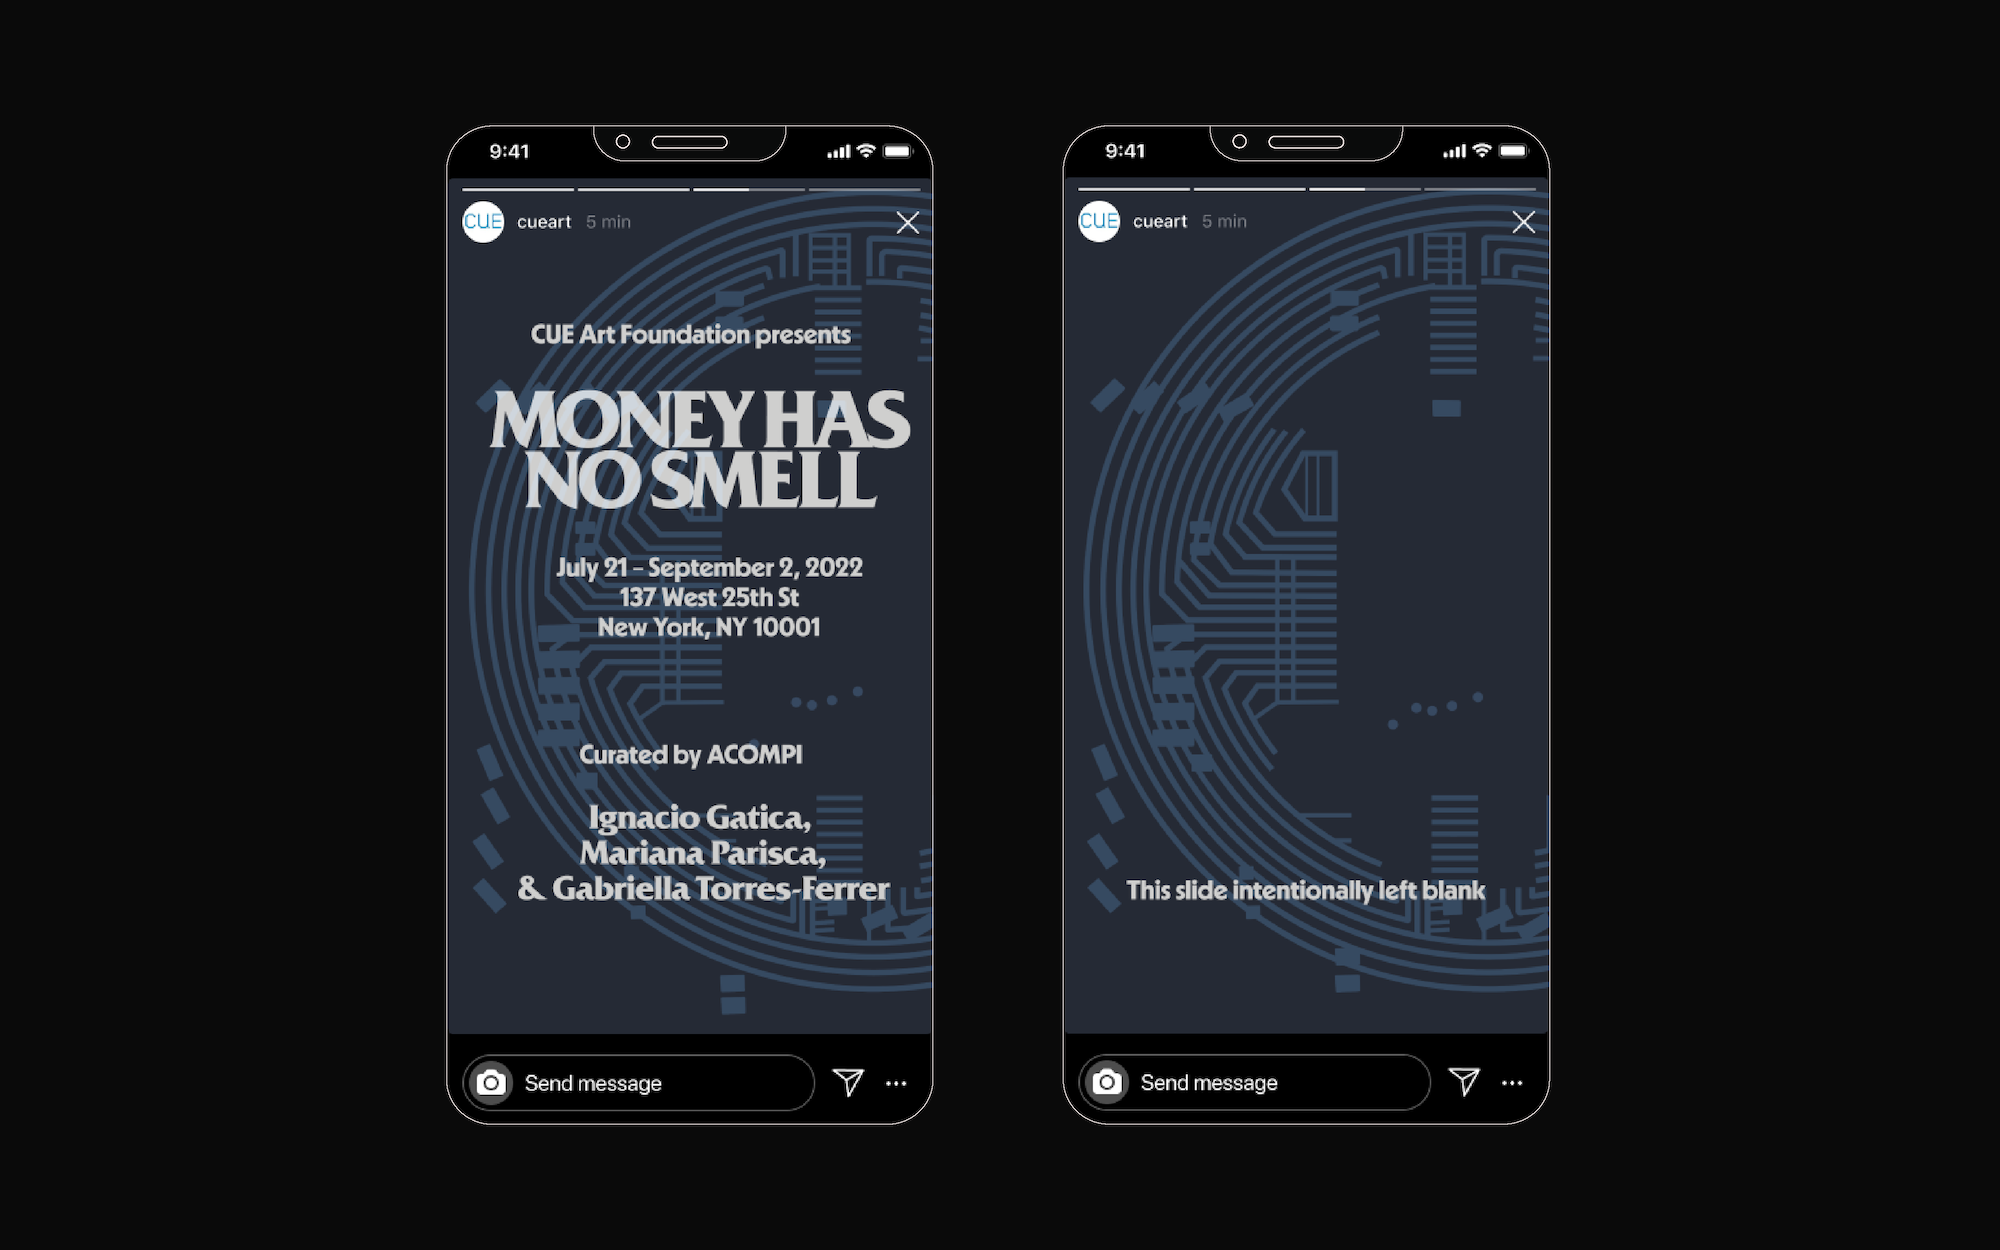 9:41
CUE cueart 5 min
CUE Art Foundation presents
MONEY HAS
NO SMELL
July 21 – September 2, 2022
137 West 25th St
New York, NY 10001
Curated by ACOMPI
Ignacio Gatica,
Mariana Parisca,
& Gabriella Torres-Ferrer
Send message
9:41
CUE cueart 5 min
This slide intentionally left blank
Send message